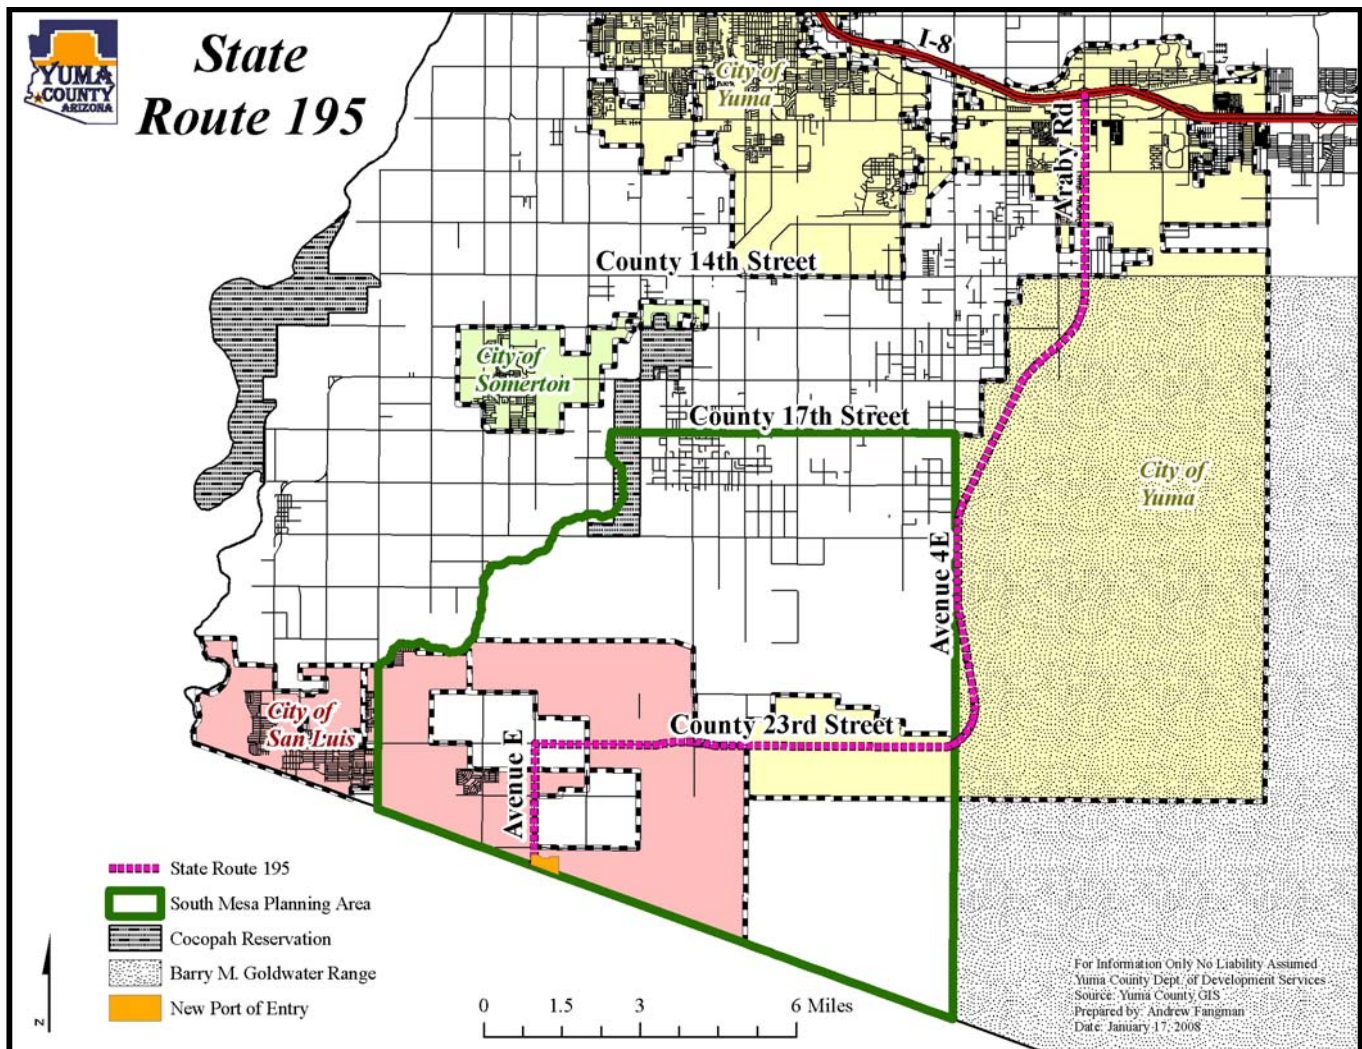 YUMA
COUNTY
ARIZONA
State
Route 195
I-8
City of
Yuma
Araby Rd
County 14th Street
City of
Somerton
County 17th Street
City of
Yuma
Avenue 4E
City of
San Luis
County 23rd Street
Avenue E
State Route 195
South Mesa Planning Area
Cocopah Reservation
Barry M. Goldwater Range
New Port of Entry
N
0 1.5 3 6 Miles
For Information Only No Liability Assumed
Yuma County Dept. of Development Services
Source: Yuma County GIS
Prepared by: Andrew Fangman
Date: January 17, 2008